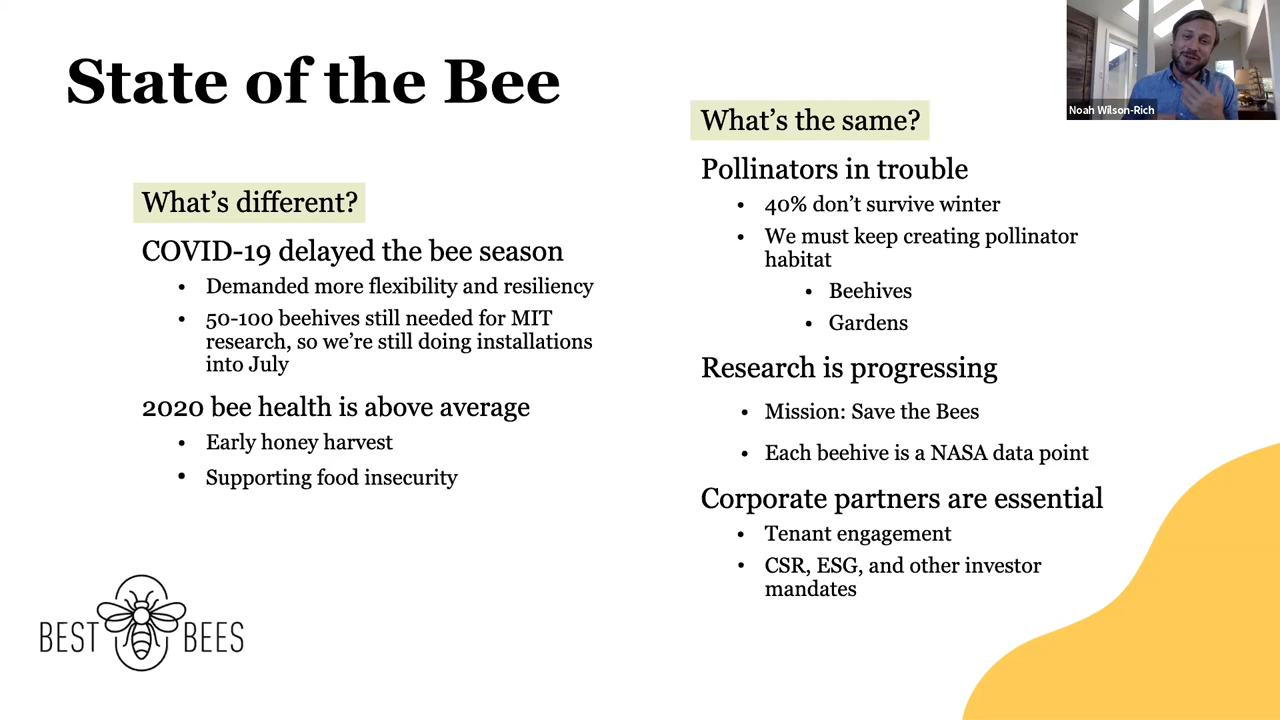 State of the Bee
Noah Wilson-Rich
What’s different?
COVID-19 delayed the bee season
• Demanded more flexibility and resiliency
• 50-100 beehives still needed for MIT
research, so we’re still doing installations
into July
2020 bee health is above average
• Early honey harvest
• Supporting food insecurity
What’s the same?
Pollinators in trouble
• 40% don’t survive winter
• We must keep creating pollinator
habitat
• Beehives
• Gardens
Research is progressing
• Mission: Save the Bees
• Each beehive is a NASA data point
Corporate partners are essential
• Tenant engagement
• CSR, ESG, and other investor
mandates
BEST BEES